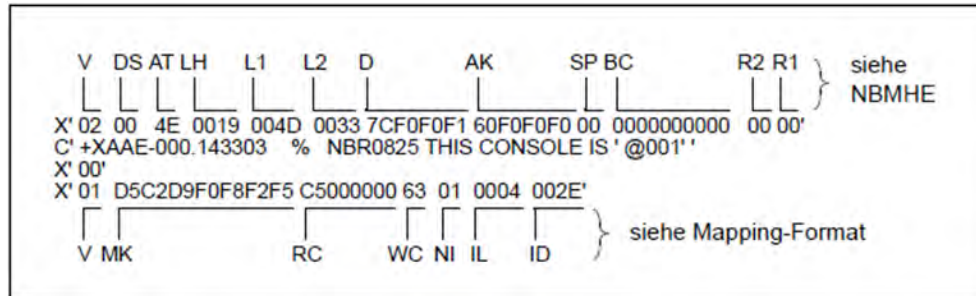 V DS AT LH L1 L2 D AK SP BC R2 R1 siehe
NBMHE
X' 02 00 4E 0019 004D 0033 7CF0F0F1 60F0F0F0 00 0000000000 00 00'
C' +XAAE-000.143303 % NBR0825 THIS CONSOLE IS ' @001' '
X' 00'
X' 01 D5C2D9F0F8F2F5 C5000000 63 01 0004 002E'
V MK RC WC NI IL ID siehe Mapping-Format